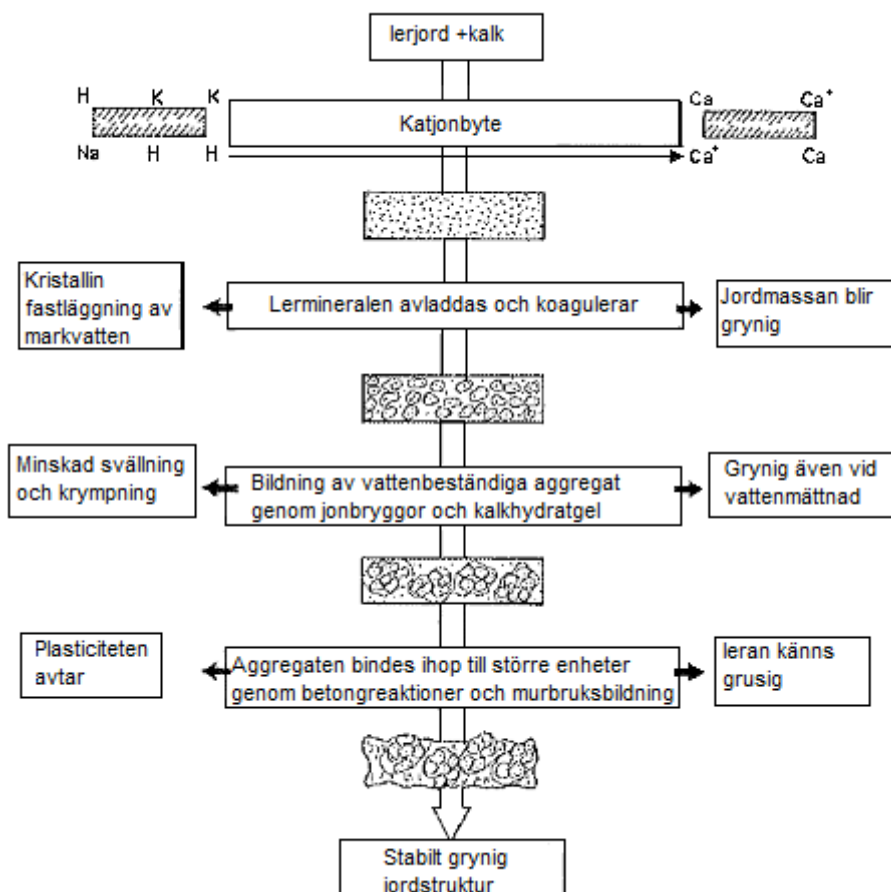 lerjord +kalk
H K K
Katjonbyte
Ca Ca+
Na H H
Ca+ Ca
Kristallin
fastläggning av
markvatten
Lermineralen avladdas och koagulerar
Jordmassan blir
grynig
Minskad svällning
och krympning
Bildning av vattenbeständiga aggregat
genom jonbryggor och kalkhydratgel
Grynig även vid
vattenmättnad
Plasticiteten
avtar
Aggregaten bindes ihop till större enheter
genom betongreaktioner och murbruksbildning
leran känns
grusig
Stabilt grynig
jordstruktur